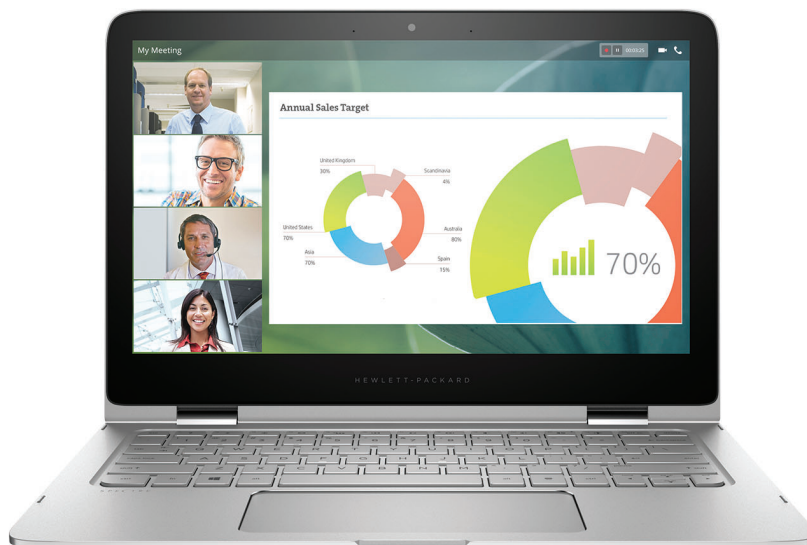 My Meeting
00:03:25
Annual Sales Target
United Kingdom
30%
Scandinavia
4%
United States
70%
Australia
80%
Asia
70%
Spain
15%
70%
HEWLETT-PACKARD